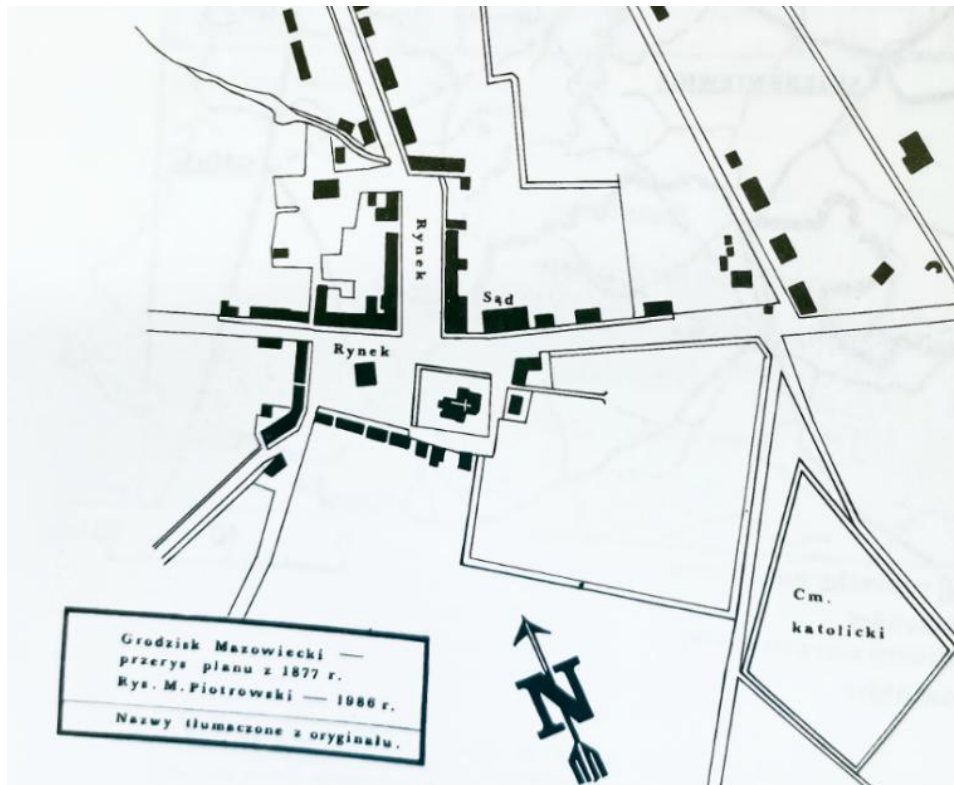 Rynek
Sąd
Rynek
Cm.
katolicki
Grodzisk Mazowiecki —
przerys planu z 1877 r.
Rys. M. Piotrowski — 1986 r.
Nazwy tłumaczone z oryginału.
N